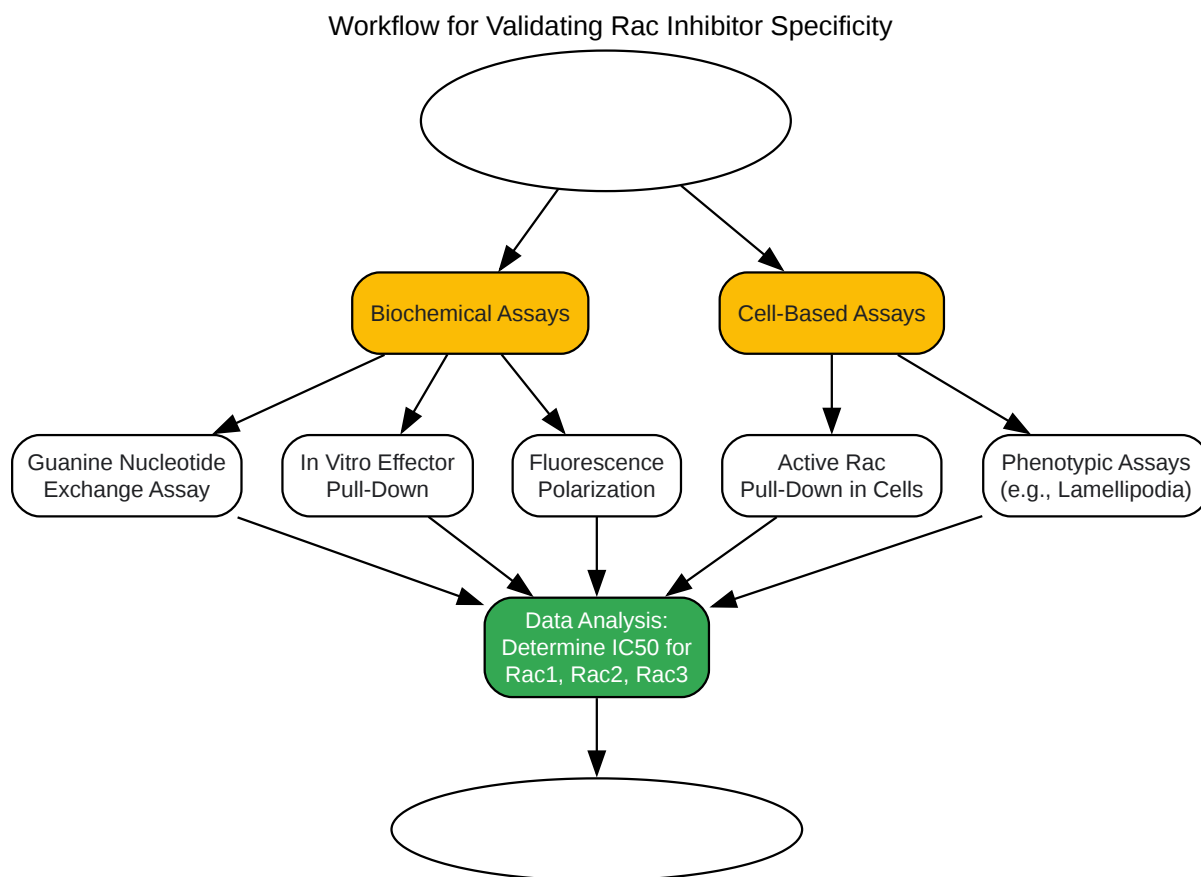 Workflow for Validating Rac Inhibitor Specificity
Biochemical Assays
Cell-Based Assays
Guanine Nucleotide
Exchange Assay
In Vitro Effector
Pull-Down
Fluorescence
Polarization
Active Rac
Pull-Down in Cells
Phenotypic Assays
(e.g., Lamellipodia)
Data Analysis:
Determine IC50 for
Rac1, Rac2, Rac3